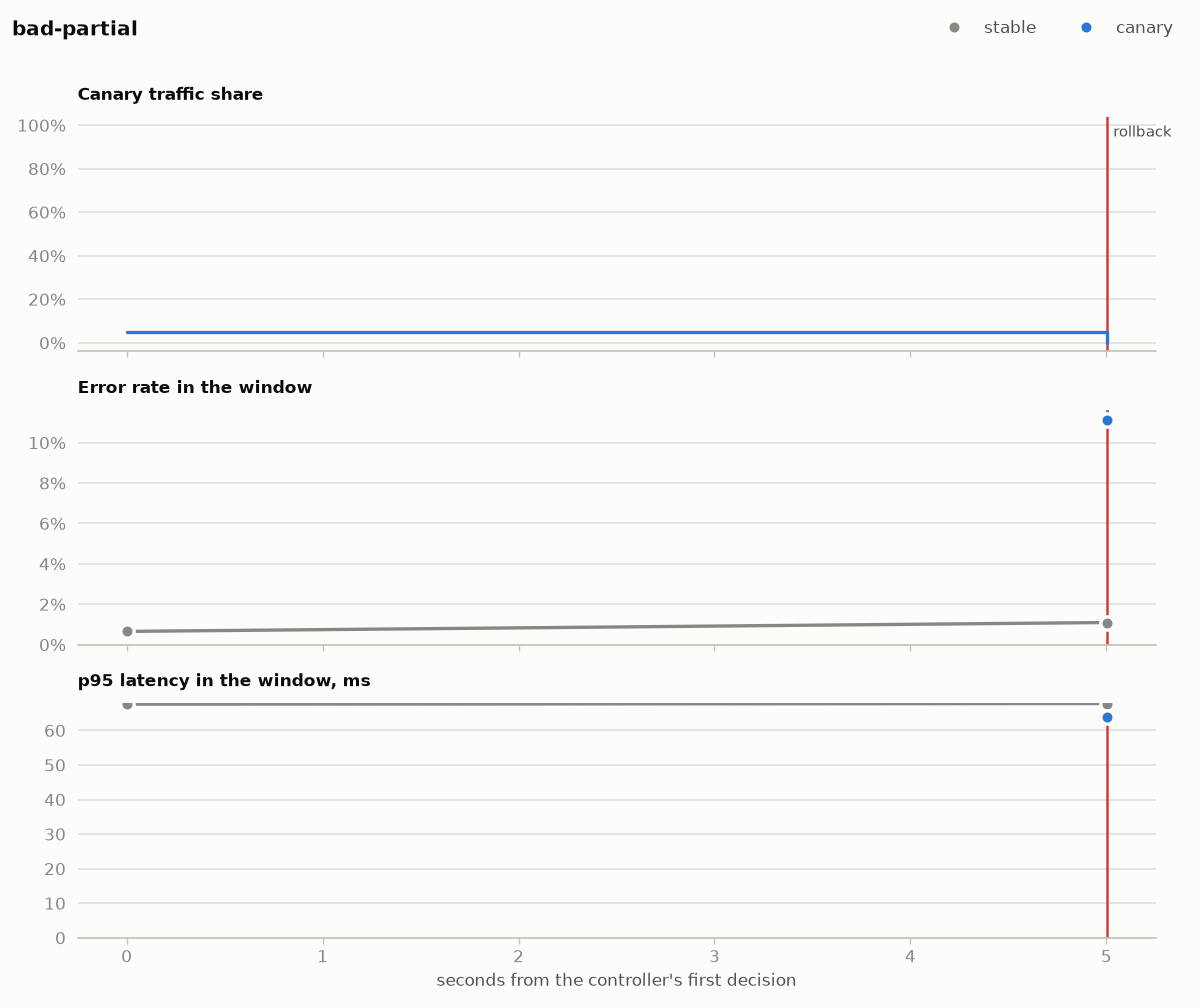 bad-partial
stable
canary
Canary traffic share
100%
rollback
80%
60%
40%
20%
0%
Error rate in the window
10%
8%
6%
4%
2%
0%
p95 latency in the window, ms
60
50
40
30
20
10
0
0 1 2 3 4 5
seconds from the controller's first decision